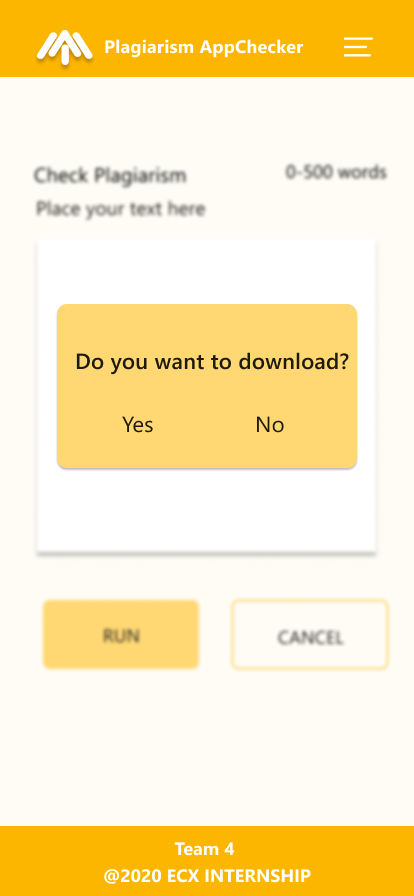 Plagiarism AppChecker
Check Plagiarism
0-500 words
Place your text here
Do you want to download?
Yes
No
RUN
CANCEL
Team 4
@2020 ECX INTERNSHIP